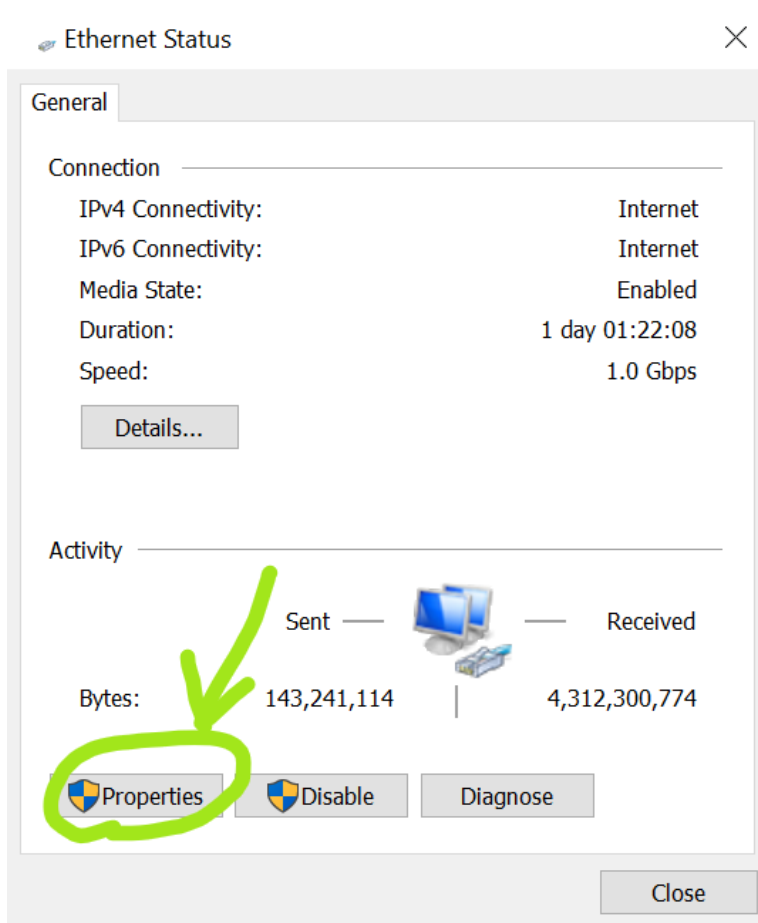 Ethernet Status
General
Connection
IPv4 Connectivity: Internet
IPv6 Connectivity: Internet
Media State: Enabled
Duration: 1 day 01:22:08
Speed: 1.0 Gbps
Details...
Activity
Sent Received
Bytes: 143,241,114 4,312,300,774
Properties Disable Diagnose
Close